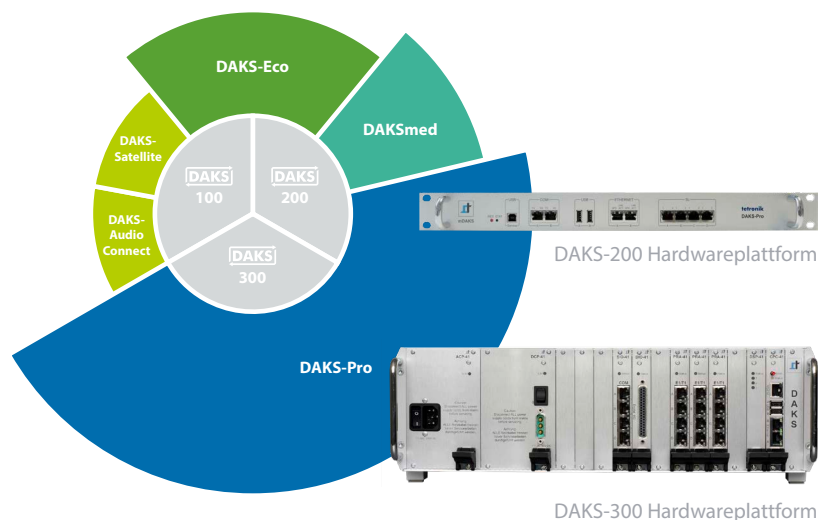 DAKS-Eco
DAKSmed
DAKS-
Satellite
DAKS
100
DAKS
200
DAKS-
Audio
Connect
DAKS
300
tetronik
DAKS-Pro
DAKS-200 Hardwareplattform
DAKS-Pro
COM
D
A
K
S
DAKS-300 Hardwareplattform